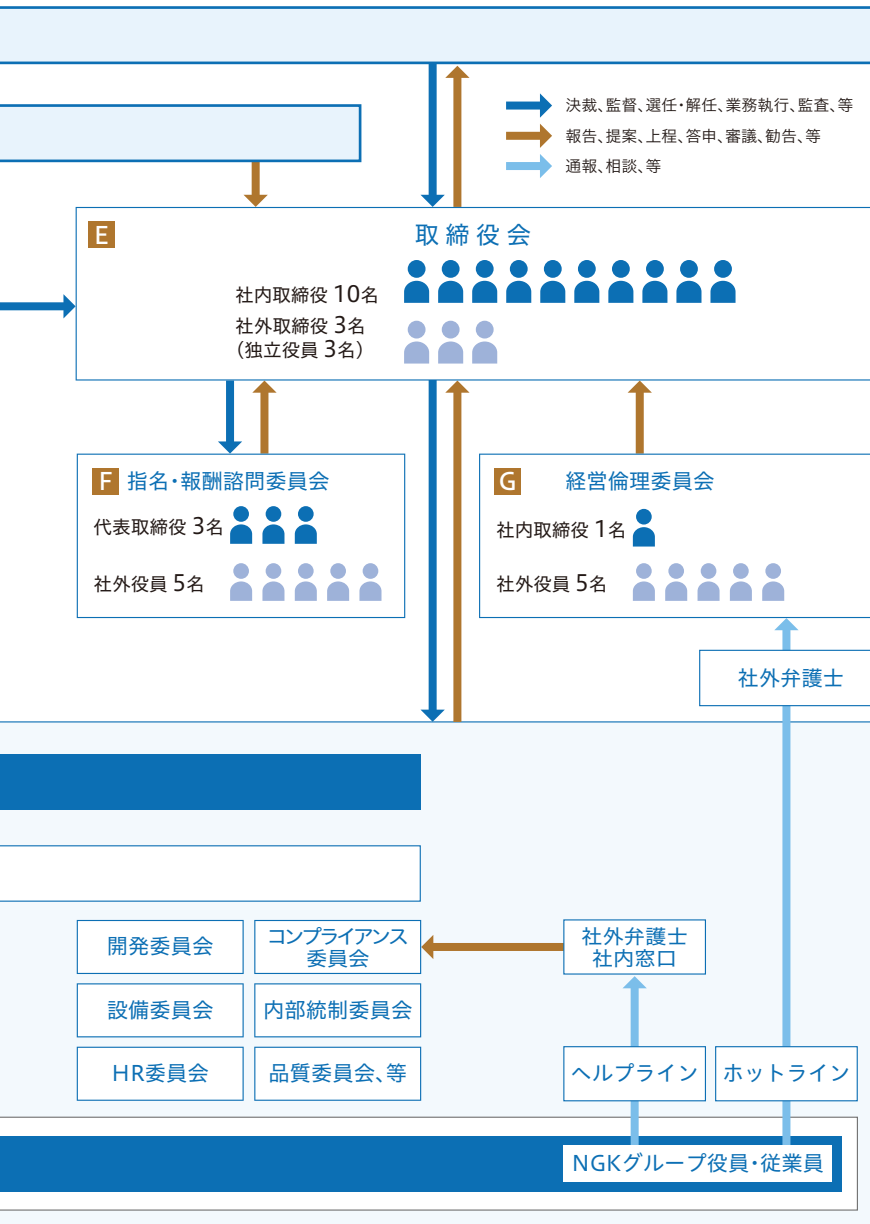 決裁、監督、選任・解任、業務執行、監査、等
報告、提案、上程、答申、審議、勧告、等
通報、相談、等
E 取締役会
社内取締役 10名
社外取締役 3名
（独立役員 3名）
F 指名・報酬諮問委員会
代表取締役 3名
社外役員 5名
G 経営倫理委員会
社内取締役 1名
社外役員 5名
社外弁護士
開発委員会
コンプライアンス
委員会
社外弁護士
社内窓口
設備委員会
内部統制委員会
HR委員会
品質委員会、等
ヘルプライン
ホットライン
NGKグループ役員・従業員